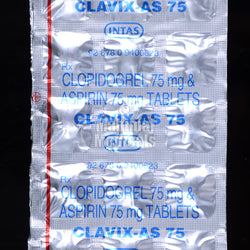 CLAVIX-AS 75
INTAS
Rx
CLOPIDOGREL 75 mg &
ASPIRIN 75 mg TABLETS
CLAVIX-AS 75
INTAS
Rx
CLOPIDOGREL 75 mg &
ASPIRIN 75 mg TABLETS
CLAVIX-AS 75